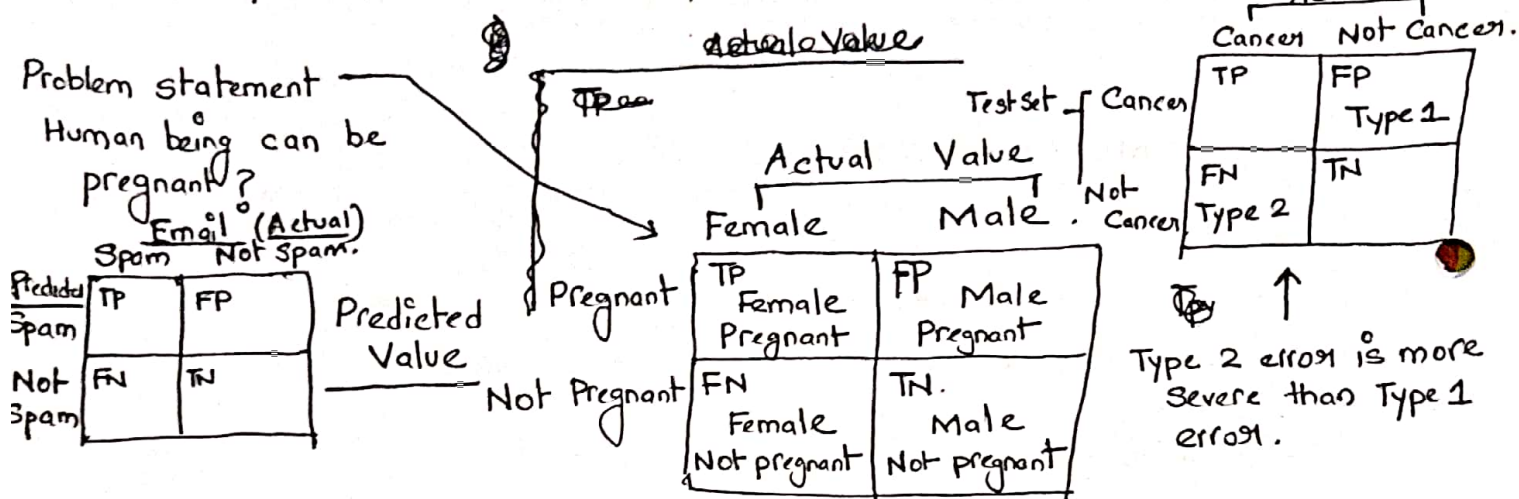 Problem statement
Human being can be
pregnant?
Email (Actual)
Spam Not Spam.
Spam
Not
Spam
TP FP
FN TN
Predicted
Value
Actual Value
Actual Value
Female Male.
Pregnant
Not Pregnant
TP
Female
Pregnant
FP Male
Pregnant
FN
Female
Not pregnant
TN.
Male
Not pregnant
Cancer Not Cancer.
Test set
Cancer
Not
Cancer
TP
FP
Type 1
FN
Type 2
TN
Type 2 error is more
severe than Type 1
error.